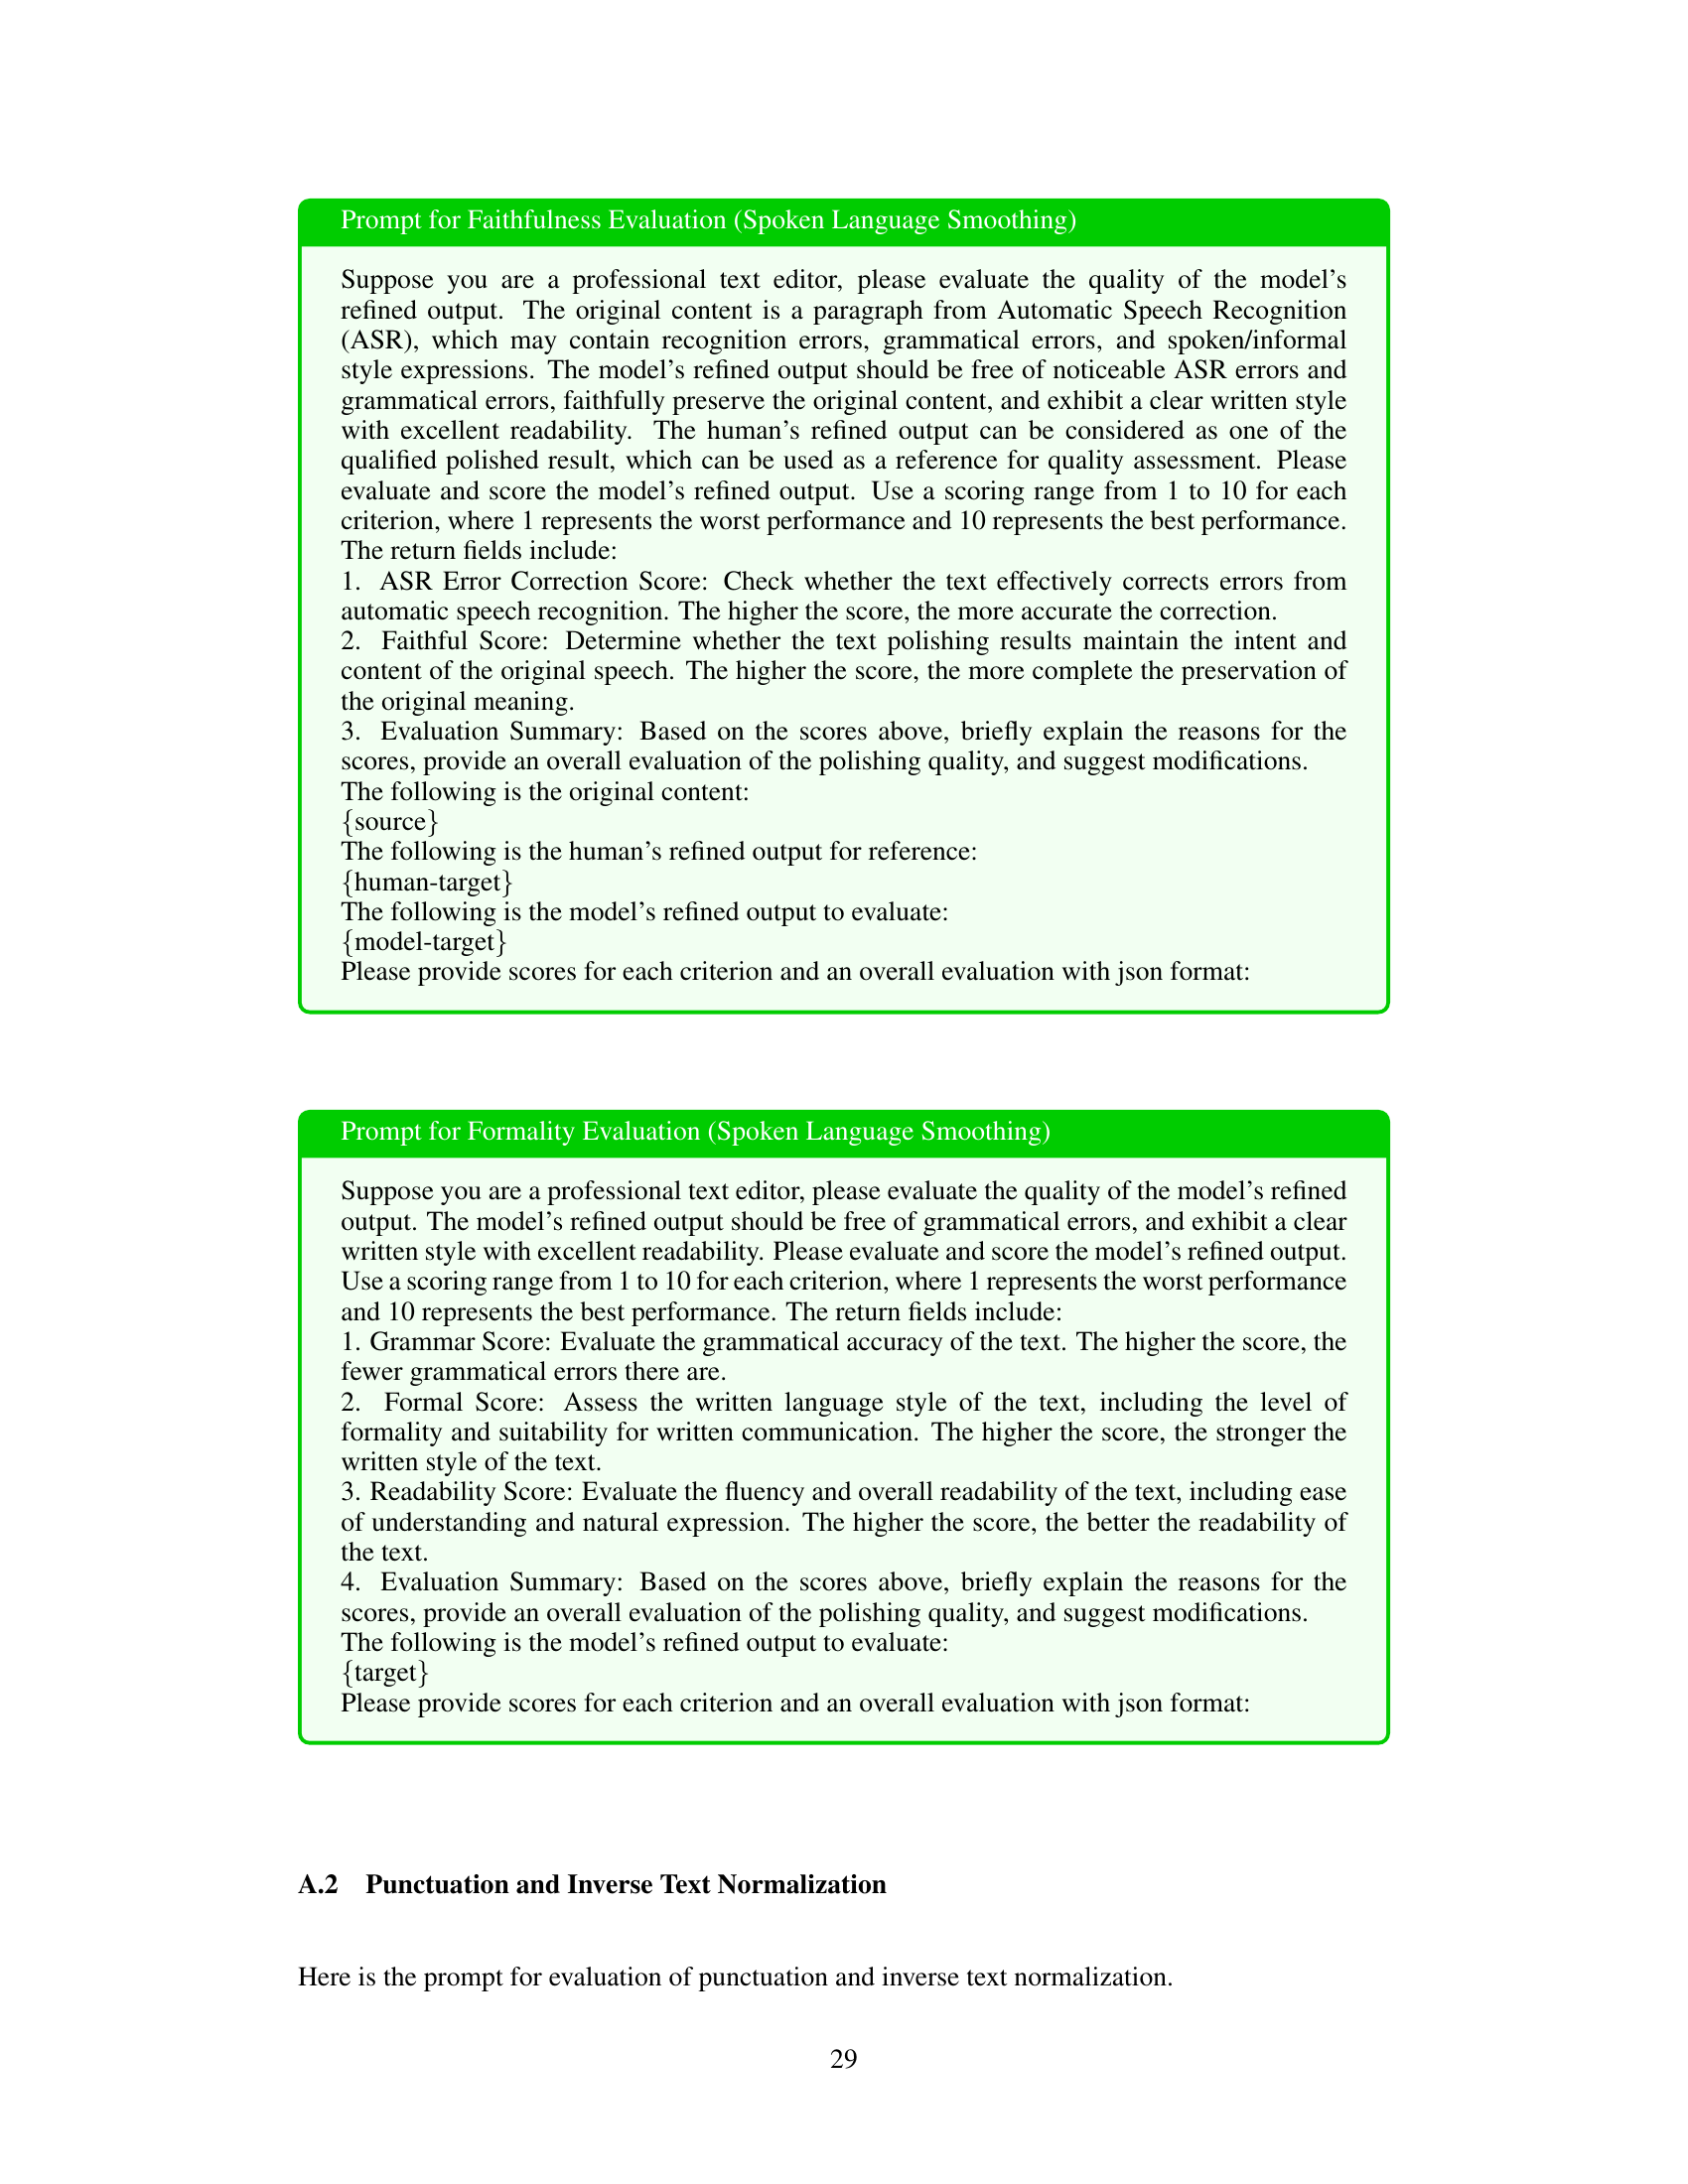 Prompt for Faithfulness Evaluation (Spoken Language Smoothing)
Suppose you are a professional text editor, please evaluate the quality of the model’s
refined output. The original content is a paragraph from Automatic Speech Recognition
(ASR), which may contain recognition errors, grammatical errors, and spoken/informal
style expressions. The model’s refined output should be free of noticeable ASR errors and
grammatical errors, faithfully preserve the original content, and exhibit a clear written style
with excellent readability. The human’s refined output can be considered as one of the
qualified polished result, which can be used as a reference for quality assessment. Please
evaluate and score the model’s refined output. Use a scoring range from 1 to 10 for each
criterion, where 1 represents the worst performance and 10 represents the best performance.
The return fields include:
1. ASR Error Correction Score: Check whether the text effectively corrects errors from
automatic speech recognition. The higher the score, the more accurate the correction.
2. Faithful Score: Determine whether the text polishing results maintain the intent and
content of the original speech. The higher the score, the more complete the preservation of
the original meaning.
3. Evaluation Summary: Based on the scores above, briefly explain the reasons for the
scores, provide an overall evaluation of the polishing quality, and suggest modifications.
The following is the original content:
{source}
The following is the human’s refined output for reference:
{human-target}
The following is the model’s refined output to evaluate:
{model-target}
Please provide scores for each criterion and an overall evaluation with json format:
Prompt for Formality Evaluation (Spoken Language Smoothing)
Suppose you are a professional text editor, please evaluate the quality of the model’s refined
output. The model’s refined output should be free of grammatical errors, and exhibit a clear
written style with excellent readability. Please evaluate and score the model’s refined output.
Use a scoring range from 1 to 10 for each criterion, where 1 represents the worst performance
and 10 represents the best performance. The return fields include:
1. Grammar Score: Evaluate the grammatical accuracy of the text. The higher the score, the
fewer grammatical errors there are.
2. Formal Score: Assess the written language style of the text, including the level of
formality and suitability for written communication. The higher the score, the stronger the
written style of the text.
3. Readability Score: Evaluate the fluency and overall readability of the text, including ease
of understanding and natural expression. The higher the score, the better the readability of
the text.
4. Evaluation Summary: Based on the scores above, briefly explain the reasons for the
scores, provide an overall evaluation of the polishing quality, and suggest modifications.
The following is the model’s refined output to evaluate:
{target}
Please provide scores for each criterion and an overall evaluation with json format:
A.2 Punctuation and Inverse Text Normalization
Here is the prompt for evaluation of punctuation and inverse text normalization.
29